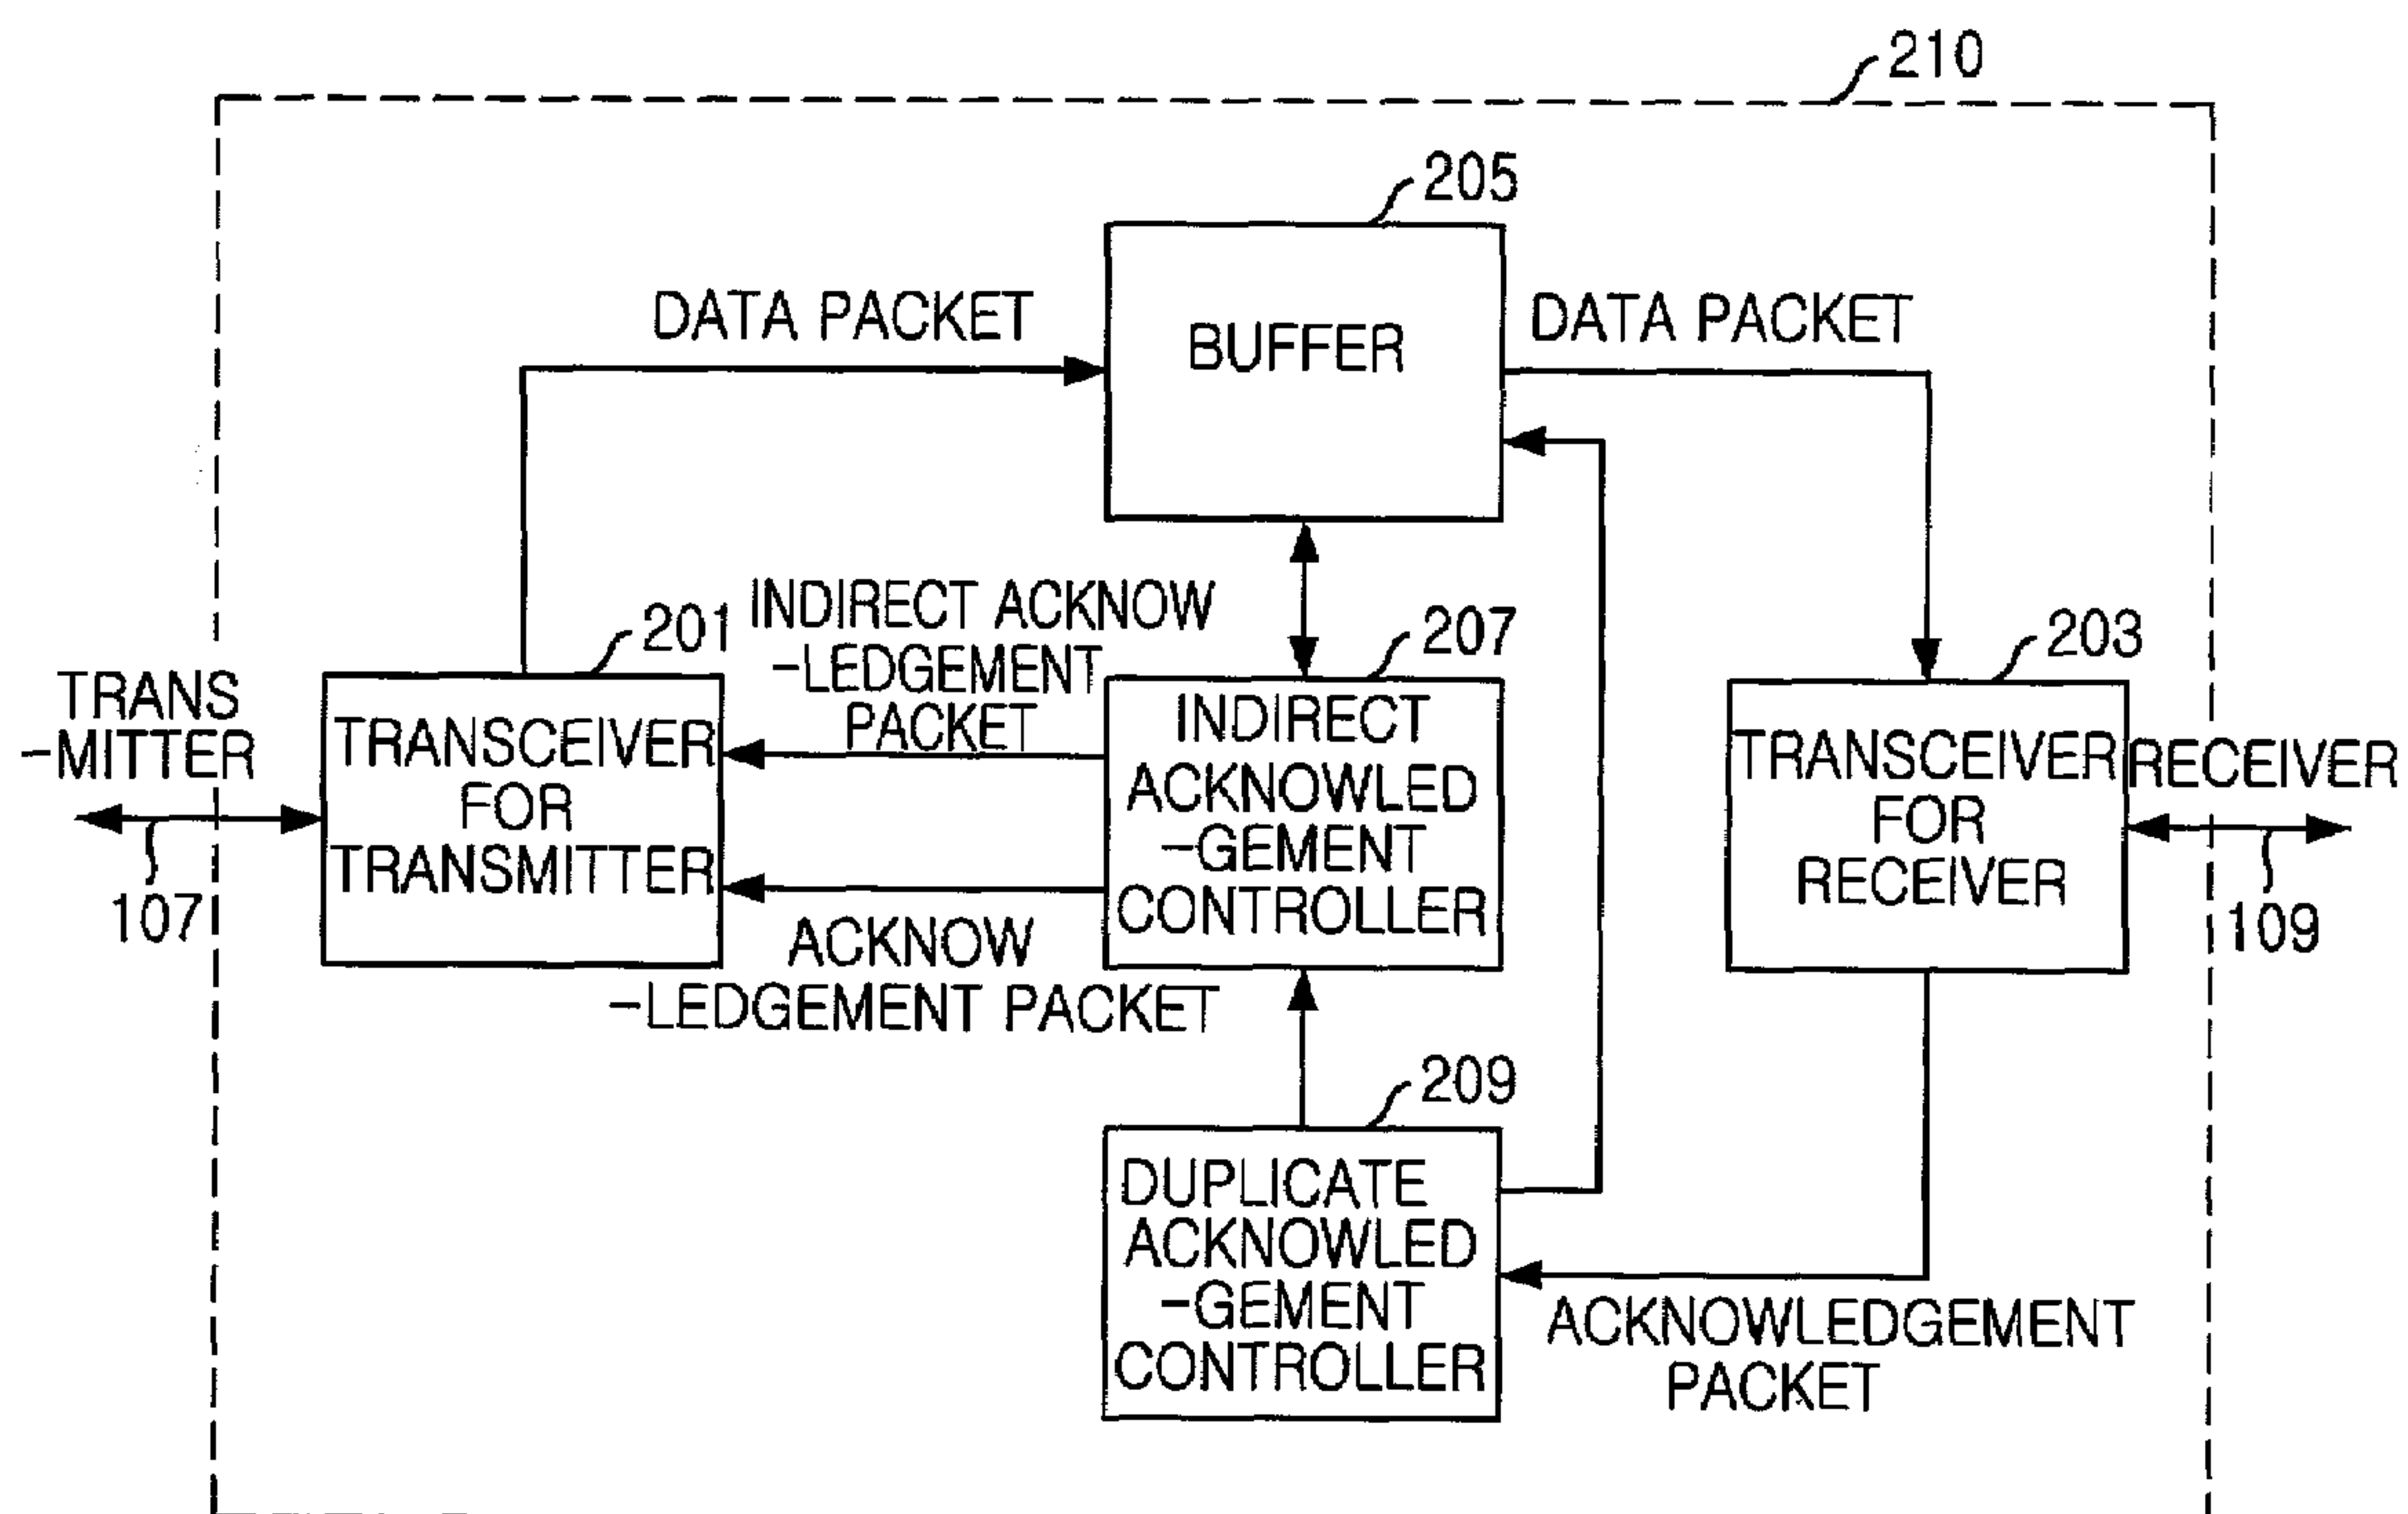 210
205
DATA PACKET
BUFFER
DATA PACKET
INDIRECT ACKNOW
-LEDGEMENT
PACKET
201
207
203
TRANS
-MITTER
TRANSCEIVER
FOR
TRANSMITTER
INDIRECT
ACKNOWLED
-GEMENT
CONTROLLER
TRANSCEIVER
FOR
RECEIVER
RECEIVER
107
109
ACKNOW
-LEDGEMENT PACKET
209
DUPLICATE
ACKNOWLED
-GEMENT
CONTROLLER
ACKNOWLEDGEMENT
PACKET